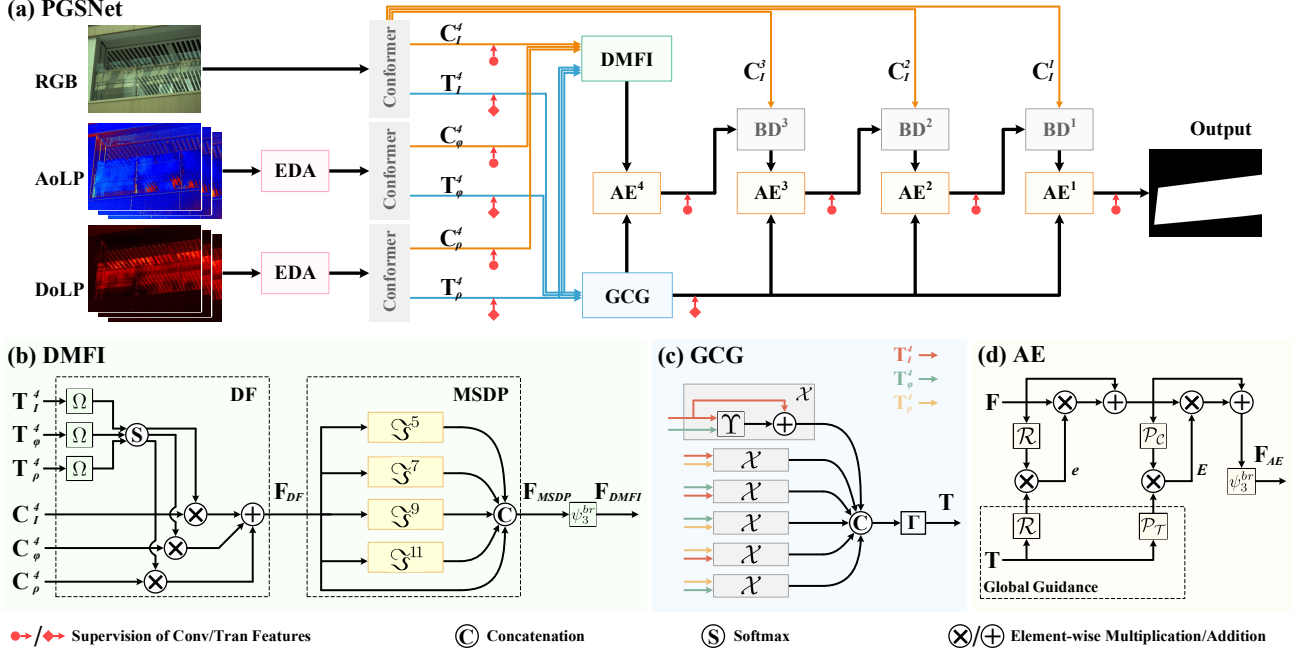 (a) PGSNet
RGB
AoLP
DoLP
EDA
EDA
Conformer
Conformer
Conformer
C_I^4
T_I^4
C_φ^4
T_φ^4
C_ρ^4
T_ρ^4
DMFI
GCG
C_I^3
C_I^2
C_I^1
BD^3
BD^2
BD^1
AE^4
AE^3
AE^2
AE^1
Output
(b) DMFI
DF
MSDP
T_I^4
Ω
T_φ^4
Ω
T_ρ^4
Ω
S
C_I^4
C_φ^4
C_ρ^4
F_DF
ℑ^5
ℑ^7
ℑ^9
ℑ^11
C
F_MSDP
ψ_3^br
F_DMFI
(c) GCG
T_I^4
T_φ^4
T_ρ^4
𝒳
ϒ
𝒳
𝒳
𝒳
𝒳
𝒳
C
Γ
T
(d) AE
F
ℛ
𝒫_C
e
E
F_AE
ψ_3^br
ℛ
𝒫_T
T
Global Guidance
/ Supervision of Conv/Tran Features
C Concatenation
S Softmax
/ Element-wise Multiplication/Addition